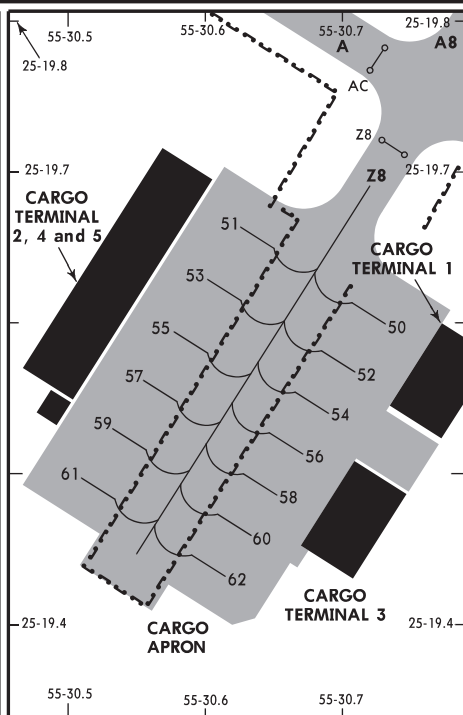 55-30.5
55-30.6
55-30.7
25-19.8
25-19.8
A
A8
AC
Z8
25-19.7
25-19.7
Z8
CARGO
TERMINAL
2, 4 and 5
51
CARGO
TERMINAL 1
53
50
55
52
57
54
59
56
61
58
60
62
CARGO
TERMINAL 3
25-19.4
25-19.4
CARGO
APRON
55-30.5
55-30.6
55-30.7